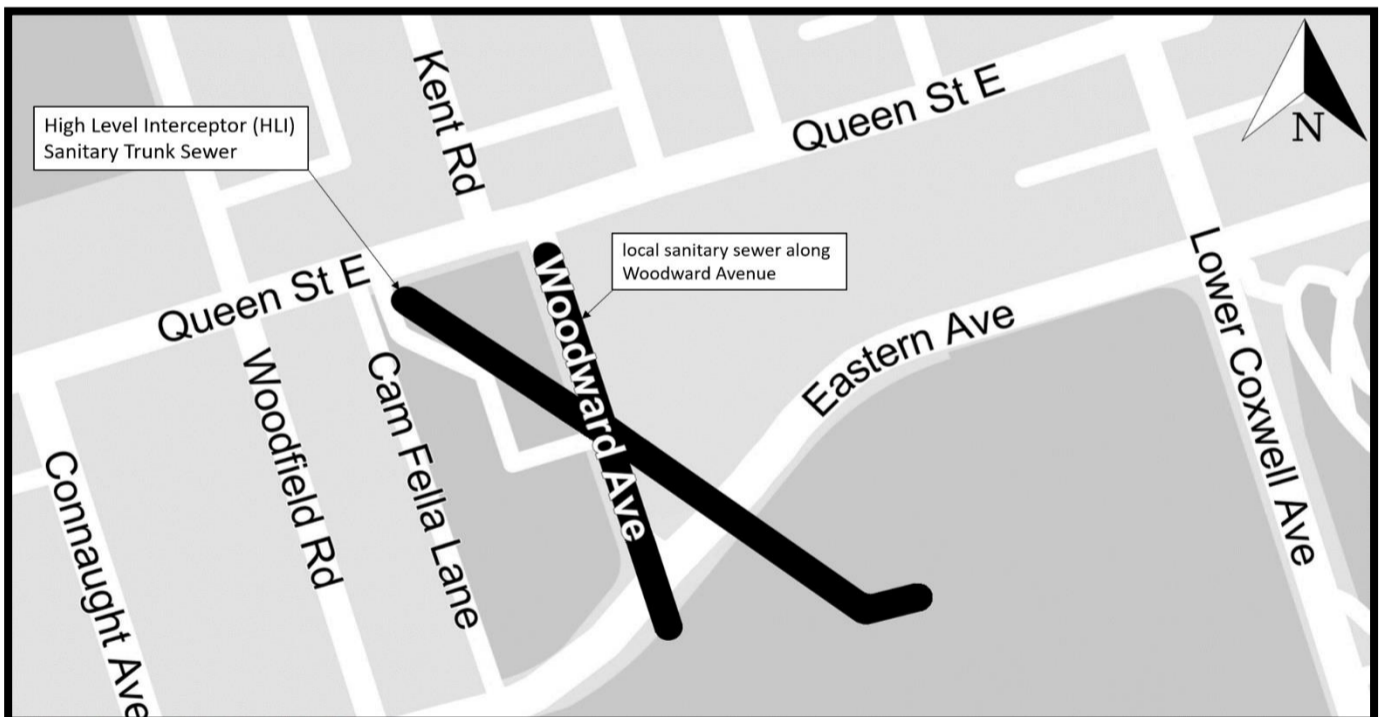 Kent Rd
Queen St E
N
High Level Interceptor (HLI)
Sanitary Trunk Sewer
local sanitary sewer along
Woodward Avenue
Queen St E
Woodward Ave
Lower Coxwell Ave
Eastern Ave
Cam Fella Lane
Woodfield Rd
Connaught Ave